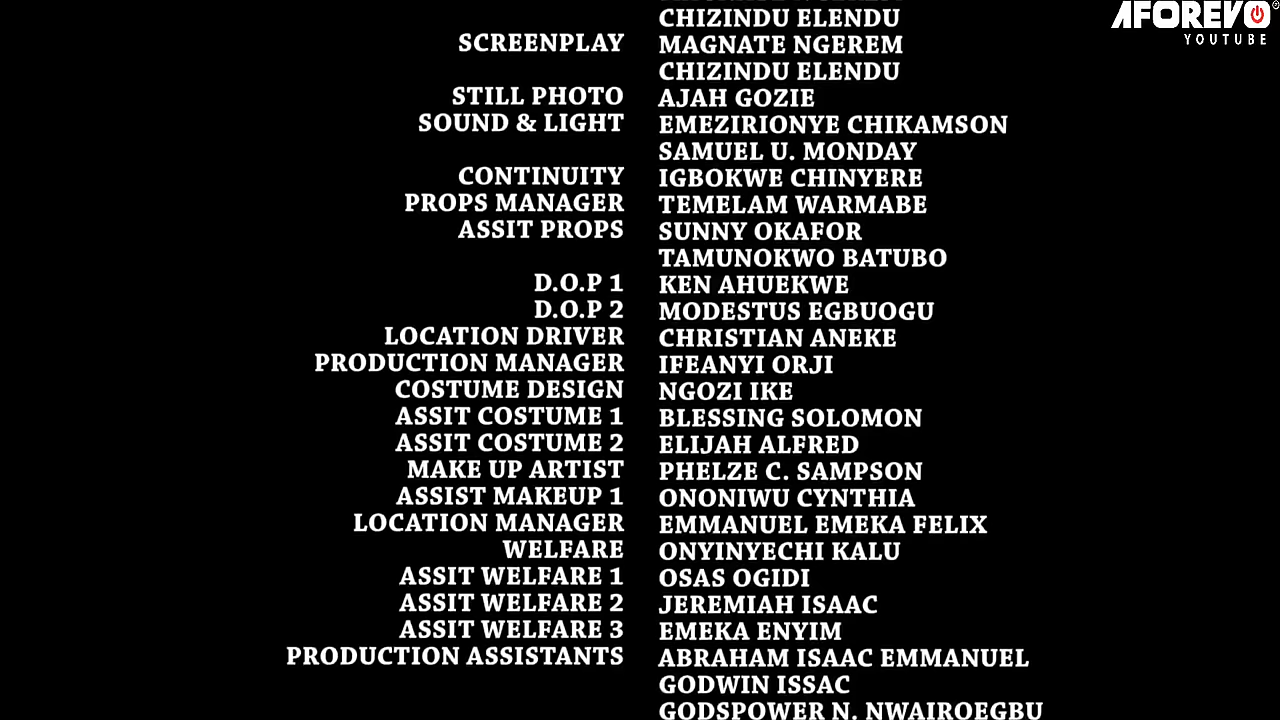 CHIZINDU ELENDU
AFOREVO
YOUTUBE
SCREENPLAY MAGNATE NGEREM
CHIZINDU ELENDU
STILL PHOTO AJAH GOZIE
SOUND & LIGHT EMEZIRIONYE CHIKAMSON
SAMUEL U. MONDAY
CONTINUITY IGBOKWE CHINYERE
PROPS MANAGER TEMELAM WARMABE
ASSIT PROPS SUNNY OKAFOR
TAMUNOKWO BATUBO
D.O.P 1 KEN AHUEKWE
D.O.P 2 MODESTUS EGBUOGU
LOCATION DRIVER CHRISTIAN ANEKE
PRODUCTION MANAGER IFEANYI ORJI
COSTUME DESIGN NGOZI IKE
ASSIT COSTUME 1 BLESSING SOLOMON
ASSIT COSTUME 2 ELIJAH ALFRED
MAKE UP ARTIST PHELZE C. SAMPSON
ASSIST MAKEUP 1 ONONIWU CYNTHIA
LOCATION MANAGER EMMANUEL EMEKA FELIX
WELFARE ONYINYECHI KALU
ASSIT WELFARE 1 OSAS OGIDI
ASSIT WELFARE 2 JEREMIAH ISAAC
ASSIT WELFARE 3 EMEKA ENYIM
PRODUCTION ASSISTANTS ABRAHAM ISAAC EMMANUEL
GODWIN ISSAC
GODSPOWER N. NWAIROEGBU